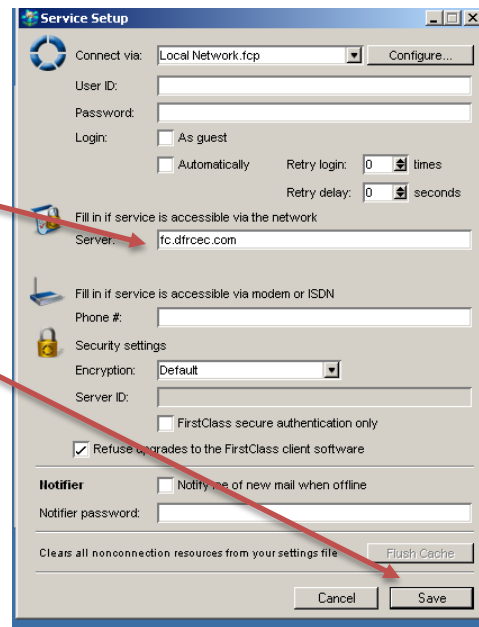 Service Setup
Connect via: Local Network.fcp Configure...
User ID:
Password:
Login: As guest
Automatically Retry login: 0 times
Retry delay: 0 seconds
Fill in if service is accessible via the network
Server: fc.dfrcec.com
Fill in if service is accessible via modem or ISDN
Phone #:
Security settings
Encryption: Default
Server ID:
FirstClass secure authentication only
Refuse upgrades to the FirstClass client software
Notifier Notify me of new mail when offline
Notifier password:
Clears all nonconnection resources from your settings file Flush Cache
Cancel Save